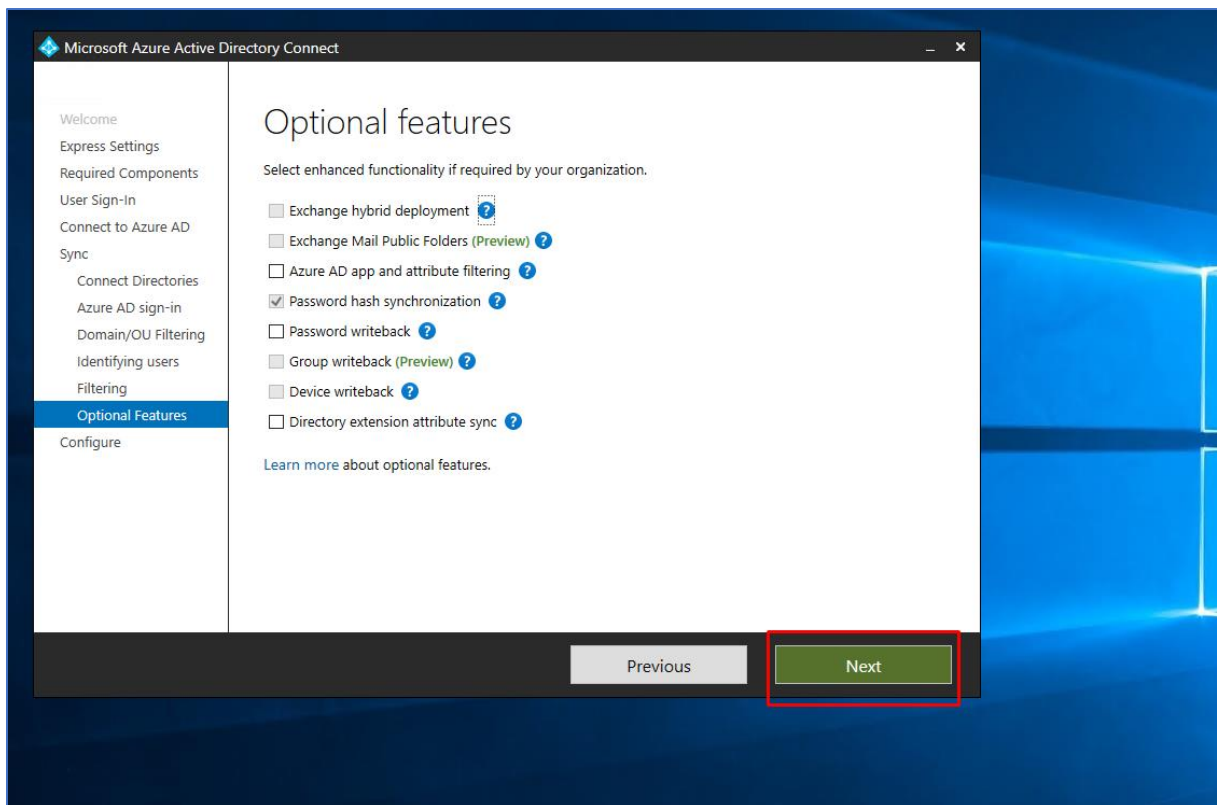 Microsoft Azure Active Directory Connect
Welcome
Express Settings
Required Components
User Sign-In
Connect to Azure AD
Sync
Connect Directories
Azure AD sign-in
Domain/OU Filtering
Identifying users
Filtering
Optional Features
Configure
Optional features
Select enhanced functionality if required by your organization.
Exchange hybrid deployment ?
Exchange Mail Public Folders (Preview) ?
Azure AD app and attribute filtering ?
Password hash synchronization ?
Password writeback ?
Group writeback (Preview) ?
Device writeback ?
Directory extension attribute sync ?
Learn more about optional features.
Previous
Next